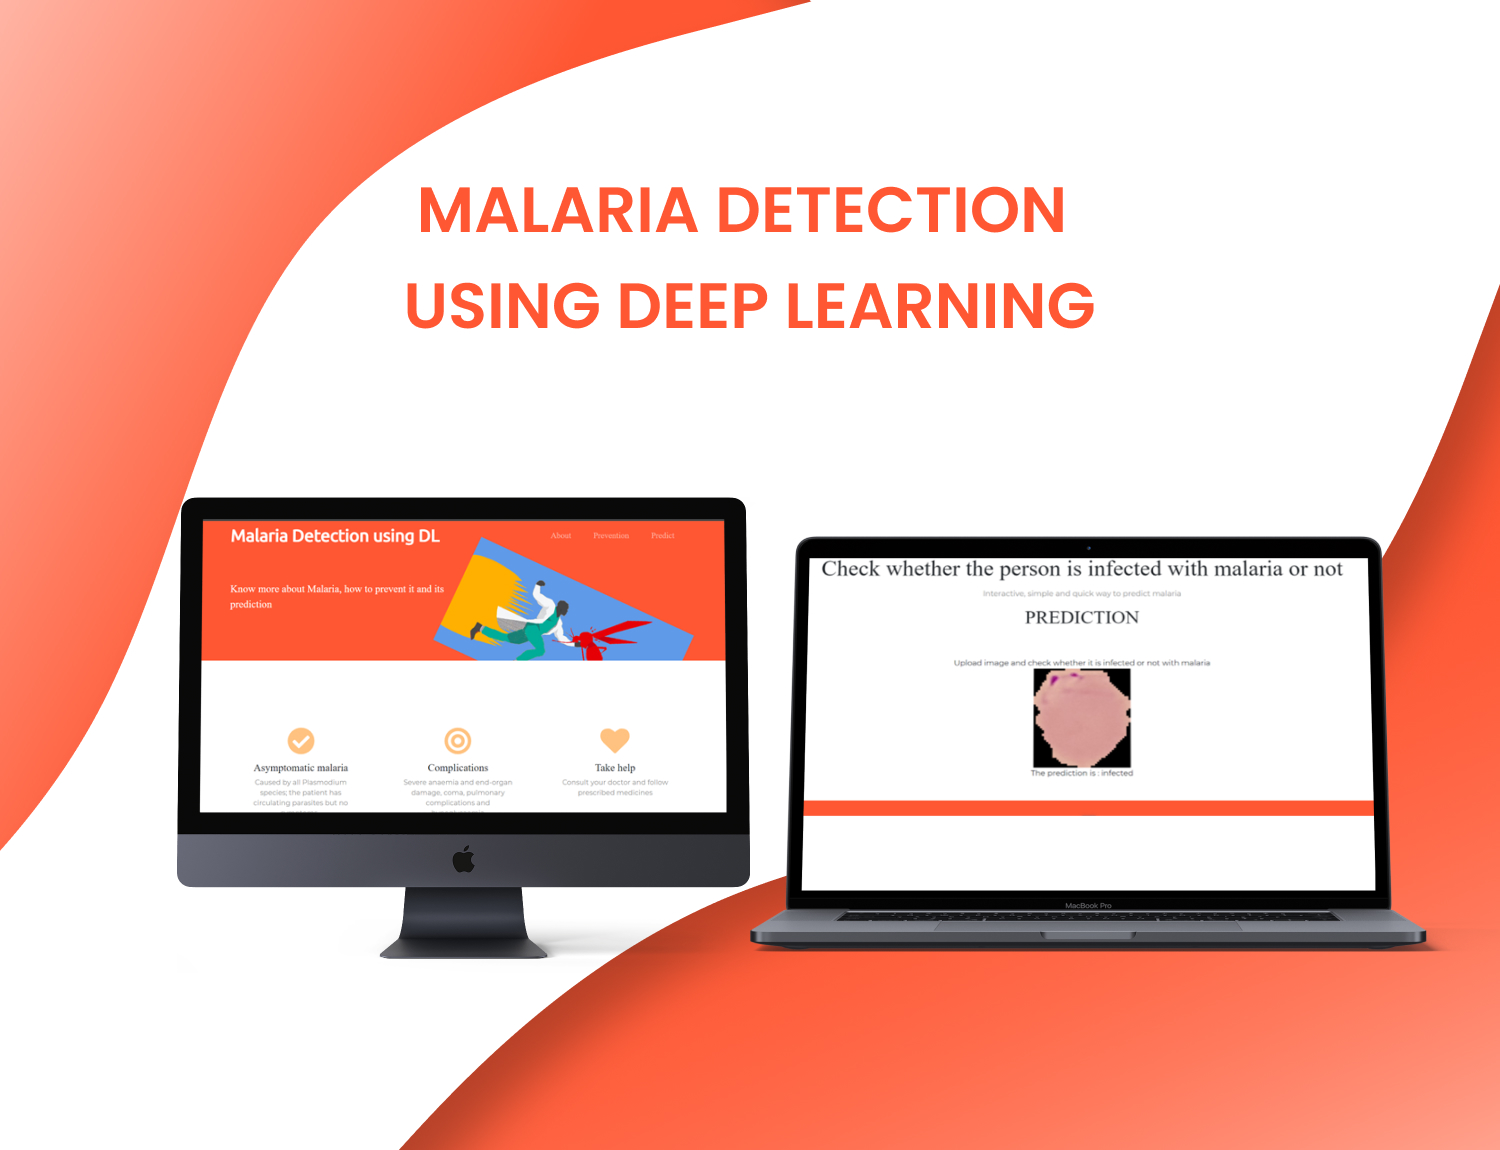 MALARIA DETECTION
USING DEEP LEARNING
Malaria Detection using DL
About Prevention Predict
Know more about Malaria, how to prevent it and its
prediction
Asymptomatic malaria
Caused by all Plasmodium
species; the patient has
circulating parasites but no
Complications
Severe anaemia and end-organ
damage, coma, pulmonary
complications and
Take help
Consult your doctor and follow
prescribed medicines
Check whether the person is infected with malaria or not
Interactive, simple and quick way to predict malaria
PREDICTION
Upload image and check whether it is infected or not with malaria
The prediction is : infected
MacBook Pro